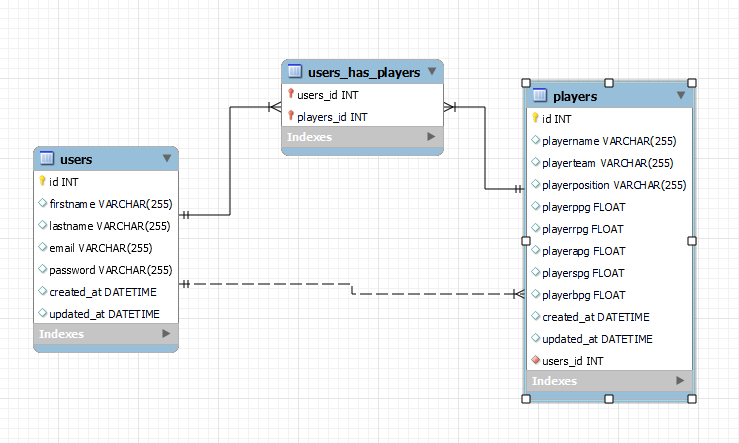 users_has_players
users_id INT
players_id INT
Indexes
users
id INT
firstname VARCHAR(255)
lastname VARCHAR(255)
email VARCHAR(255)
password VARCHAR(255)
created_at DATETIME
updated_at DATETIME
Indexes
players
id INT
playername VARCHAR(255)
playerteam VARCHAR(255)
playerposition VARCHAR(255)
playerppg FLOAT
playerrpg FLOAT
playerapg FLOAT
playerspg FLOAT
playerbpg FLOAT
created_at DATETIME
updated_at DATETIME
users_id INT
Indexes